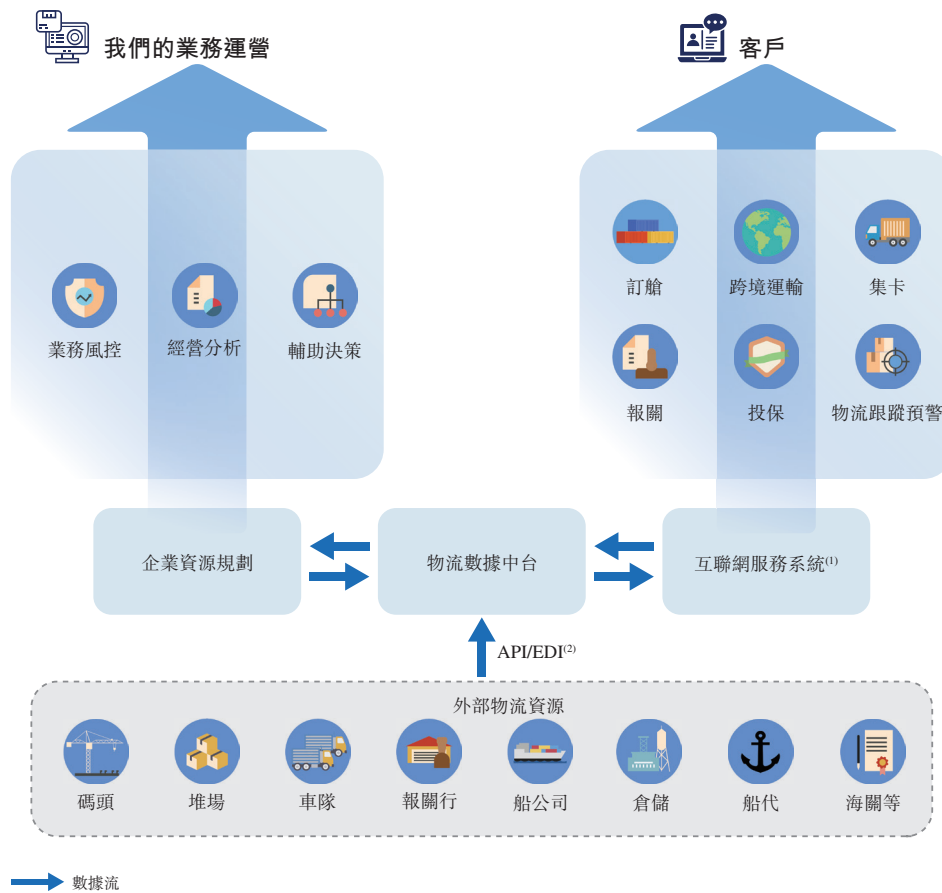 我們的業務運營
客戶
訂艙
跨境運輸
集卡
業務風控
經營分析
輔助決策
報關
投保
物流跟蹤預警
企業資源規劃
物流數據中台
互聯網服務系統(1)
API/EDI(2)
外部物流資源
碼頭
堆場
車隊
報關行
船公司
倉儲
船代
海關等
數據流